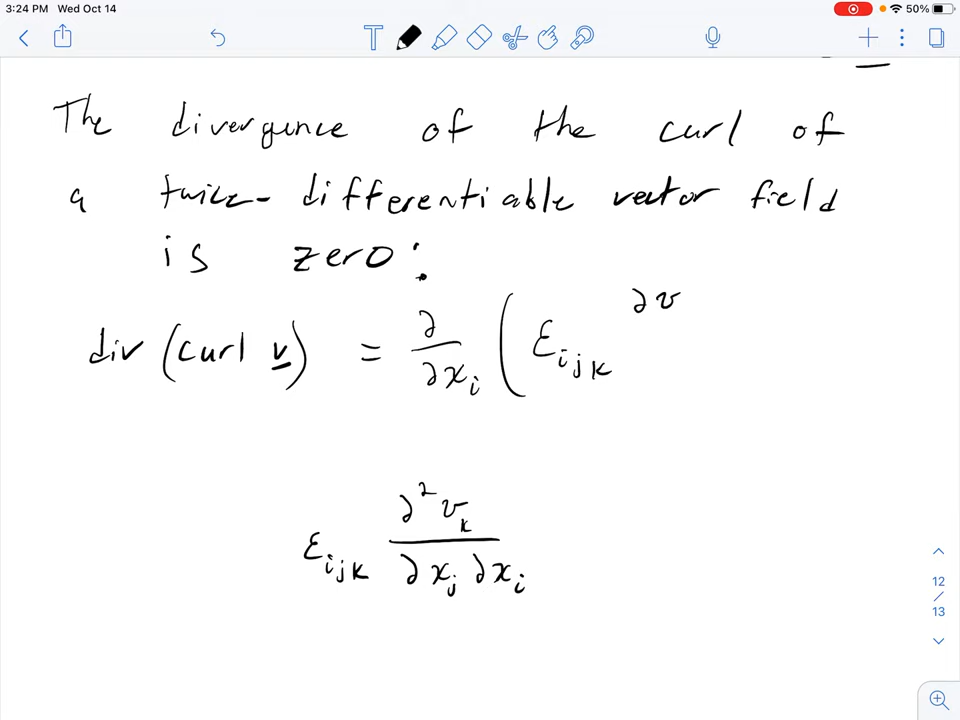 3:24 PM Wed Oct 14
50%
The divergence of the curl of
a twice-differentiable vector field
is zero:
div (curl v) = ∂/∂x_i ( ε_ijk ∂v
ε_ijk ∂²v_k / ∂x_j ∂x_i
12
/
13